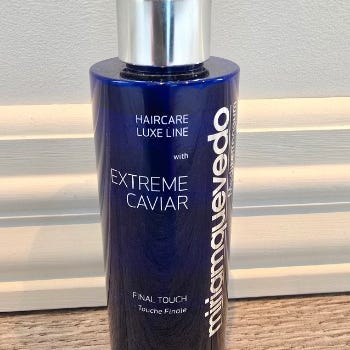 HAIRCARE
LUXE LINE
with
EXTREME
CAVIAR
FINAL TOUCH
Touche Finale
miriamquevedo